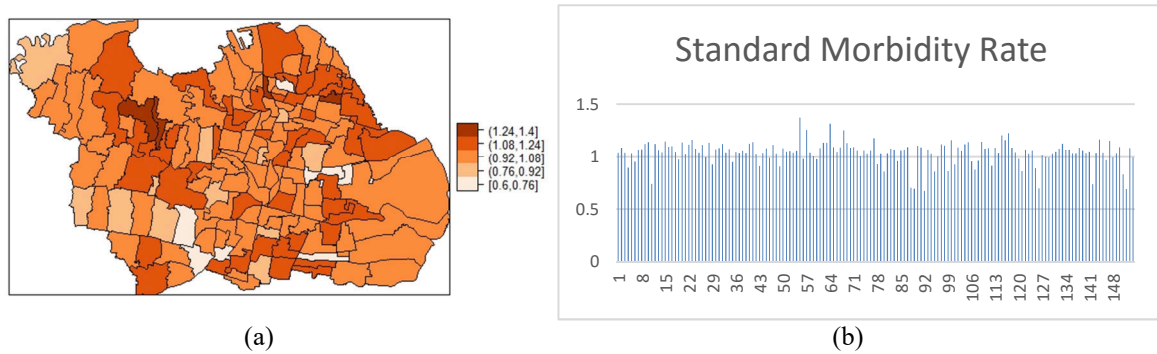 (1.24,1.4]
(1.08,1.24]
(0.92,1.08]
(0.76,0.92]
[0.6,0.76]
(a)
Standard Morbidity Rate
1.5
1
0.5
0
1 8 15 22 29 36 43 50 57 64 71 78 85 92 99 106 113 120 127 134 141 148
(b)